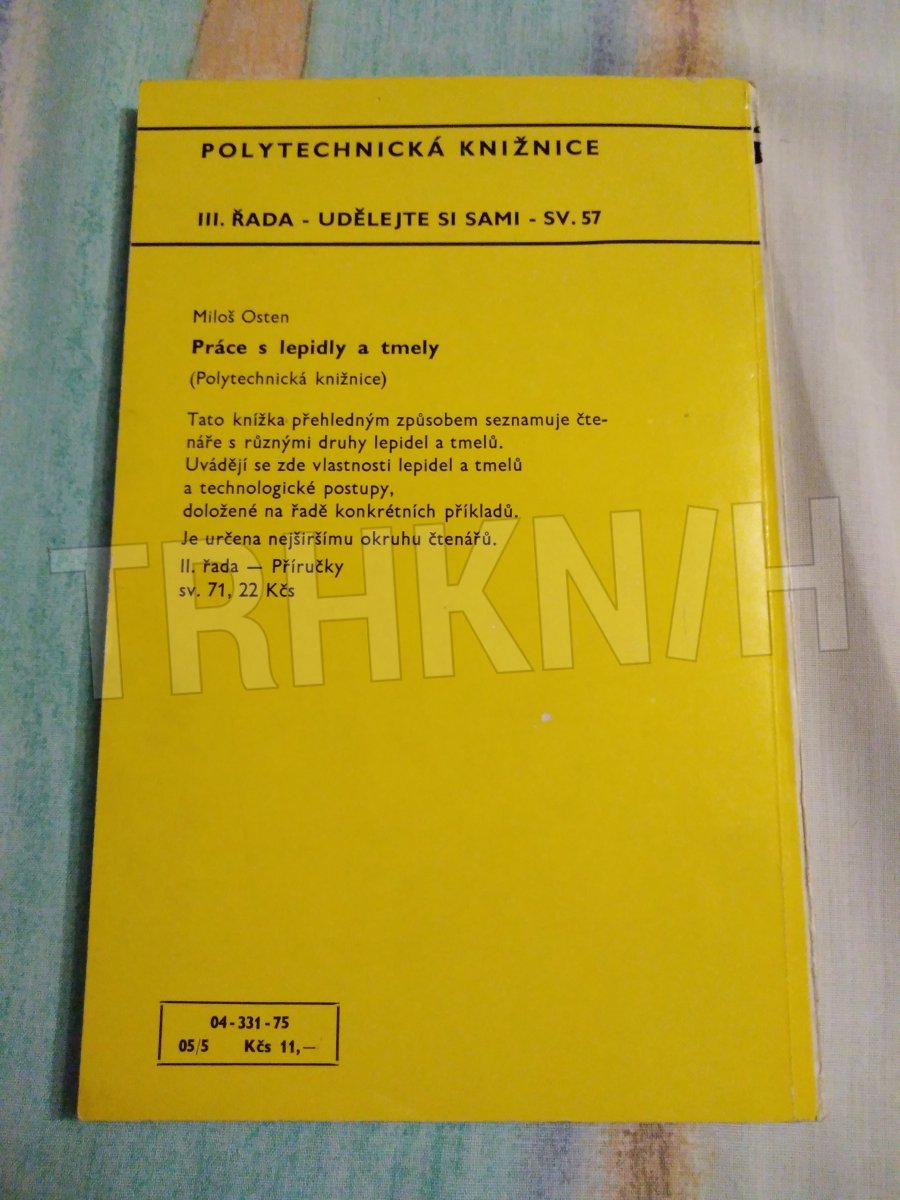 POLYTECHNICKÁ KNIŽNICE
III. ŘADA - UDĚLEJTE SI SAMI - SV. 57
Miloš Osten
Práce s lepidly a tmely
(Polytechnická knižnice)
Tato knížka přehledným způsobem seznamuje čte-
náře s různými druhy lepidel a tmelů.
Uvádějí se zde vlastnosti lepidel a tmelů
a technologické postupy,
doložené na řadě konkrétních příkladů.
Je určena nejširšímu okruhu čtenářů.
II. řada — Příručky
sv. 71, 22 Kčs
TRHKN/H
04-331-75
05/5 Kčs 11,—